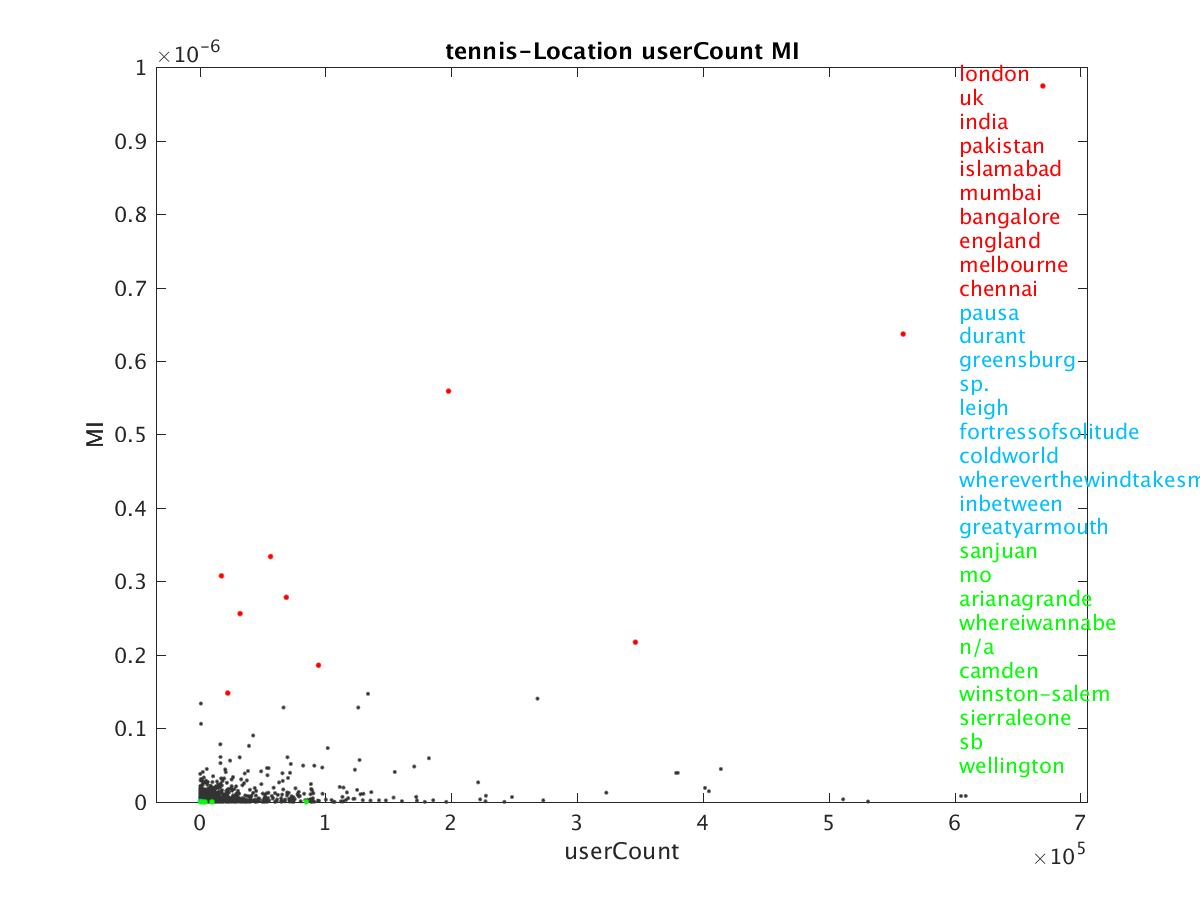 tennis-Location userCount MI
×10⁻⁶
1
0.9
0.8
0.7
0.6
0.5
0.4
0.3
0.2
0.1
0
MI
london
uk
india
pakistan
islamabad
mumbai
bangalore
england
melbourne
chennai
pausa
durant
greensburg
sp.
leigh
fortressofsolitude
coldworld
whereverthewindtakesm
inbetween
greatyarmouth
sanjuan
mo
arianagrande
whereiwannabe
n/a
camden
winston-salem
sierraleone
sb
wellington
0 1 2 3 4 5 6 7
userCount
×10⁵